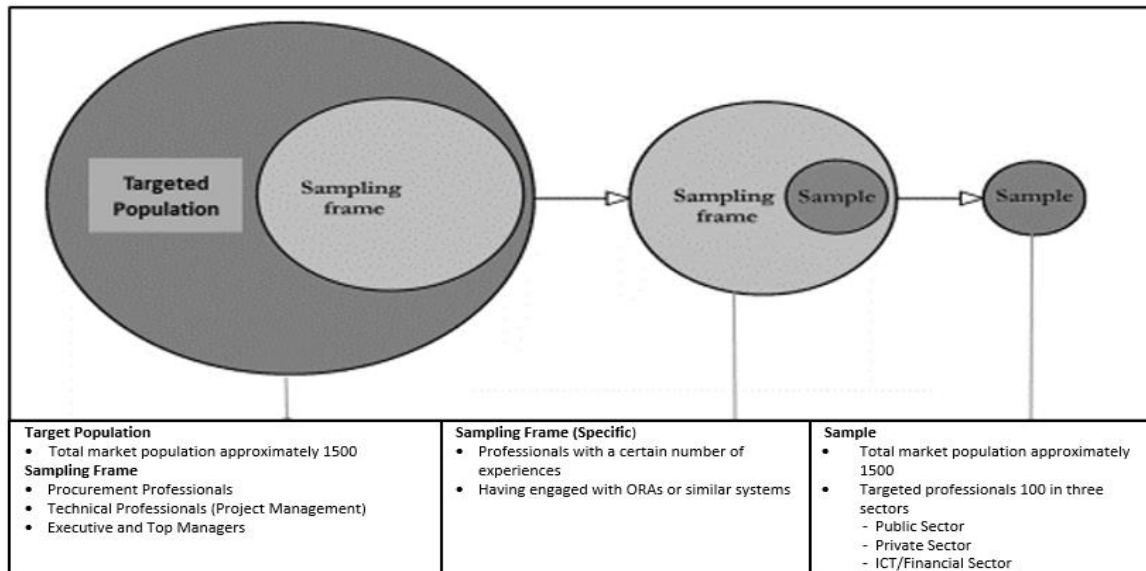 Targeted
Population
Sampling
frame
Sampling
frame
Sample
Sample
Target Population
• Total market population approximately 1500
Sampling Frame
• Procurement Professionals
• Technical Professionals (Project Management)
• Executive and Top Managers
Sampling Frame (Specific)
• Professionals with a certain number of
experiences
• Having engaged with ORAs or similar systems
Sample
• Total market population approximately
1500
• Targeted professionals 100 in three
sectors
- Public Sector
- Private Sector
- ICT/Financial Sector